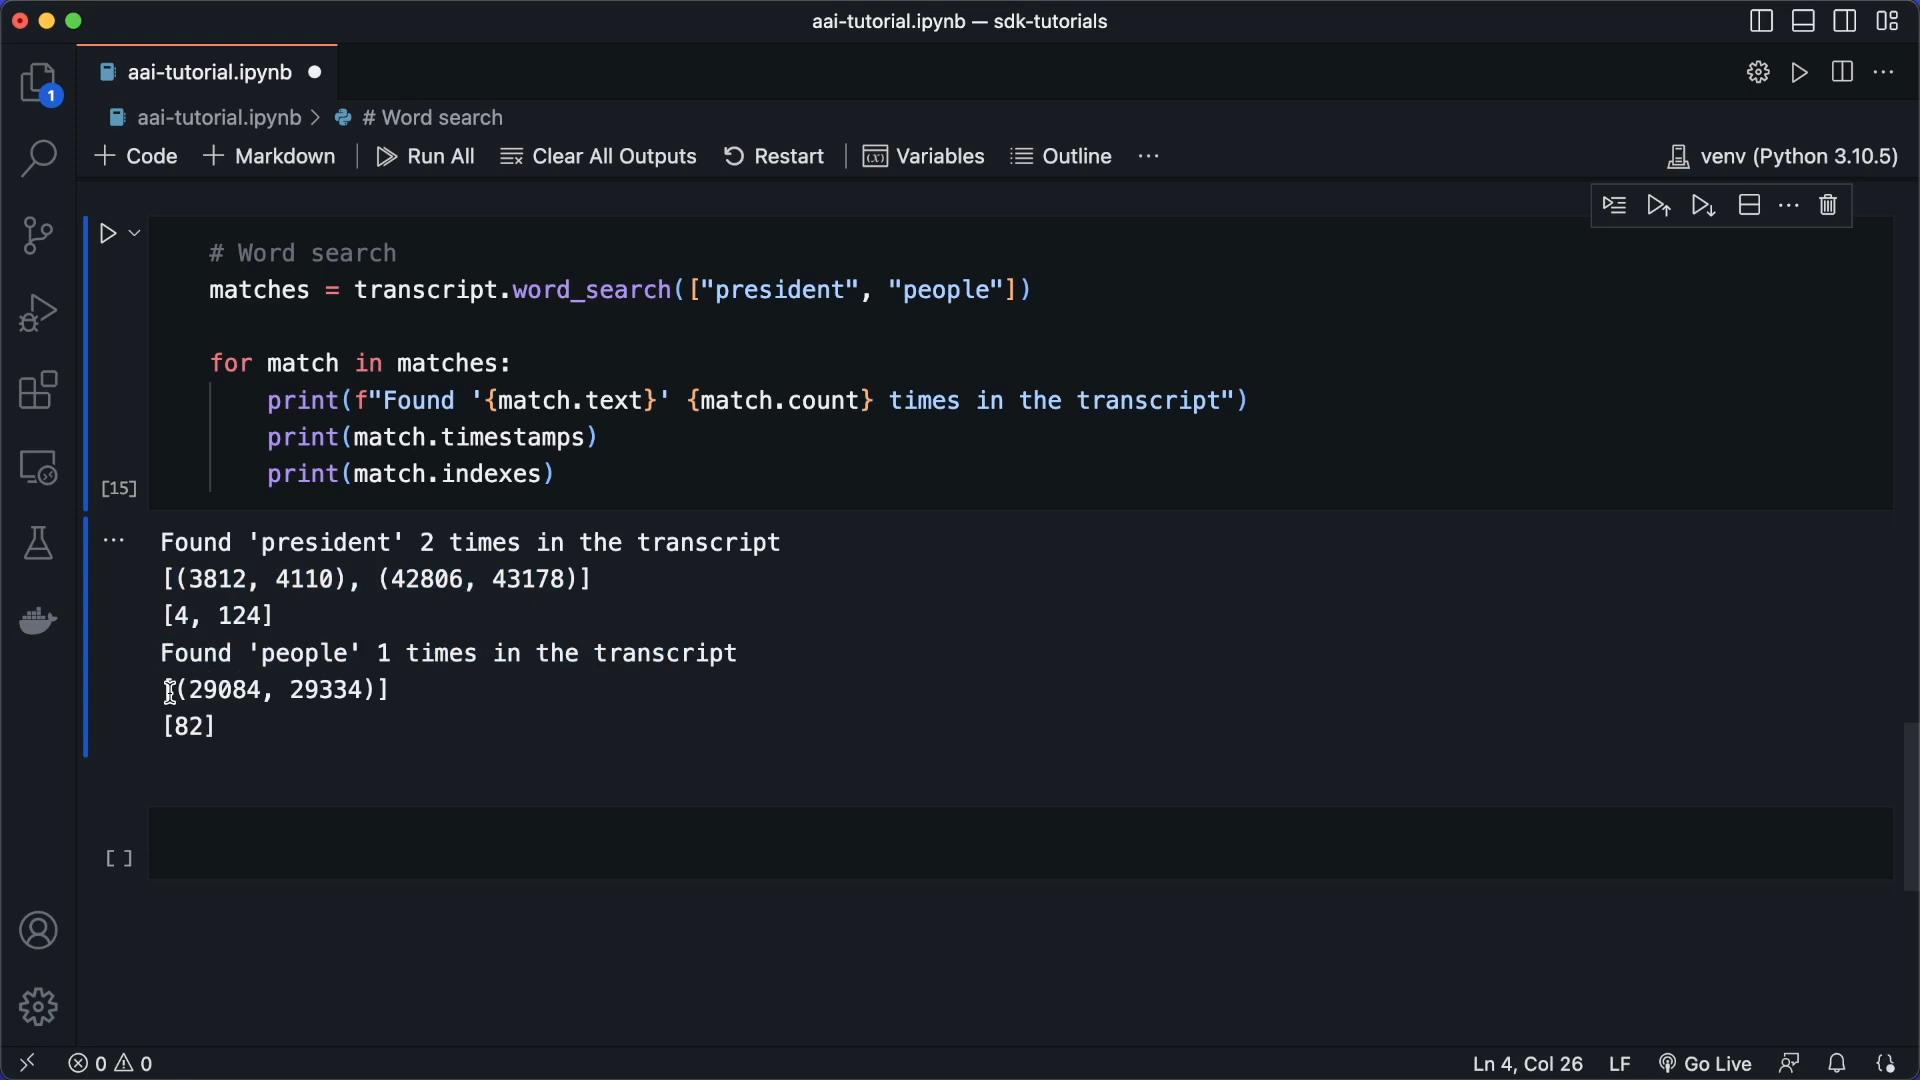 aai-tutorial.ipynb — sdk-tutorials
aai-tutorial.ipynb
1
aai-tutorial.ipynb > # Word search
+ Code + Markdown Run All Clear All Outputs Restart (x) Variables Outline ...
venv (Python 3.10.5)
# Word search
matches = transcript.word_search(["president", "people"])
for match in matches:
print(f"Found '{match.text}' {match.count} times in the transcript")
print(match.timestamps)
print(match.indexes)
[15]
... Found 'president' 2 times in the transcript
[(3812, 4110), (42806, 43178)]
[4, 124]
Found 'people' 1 times in the transcript
[(29084, 29334)]
[82]
[ ]
0 0
Ln 4, Col 26 LF Go Live